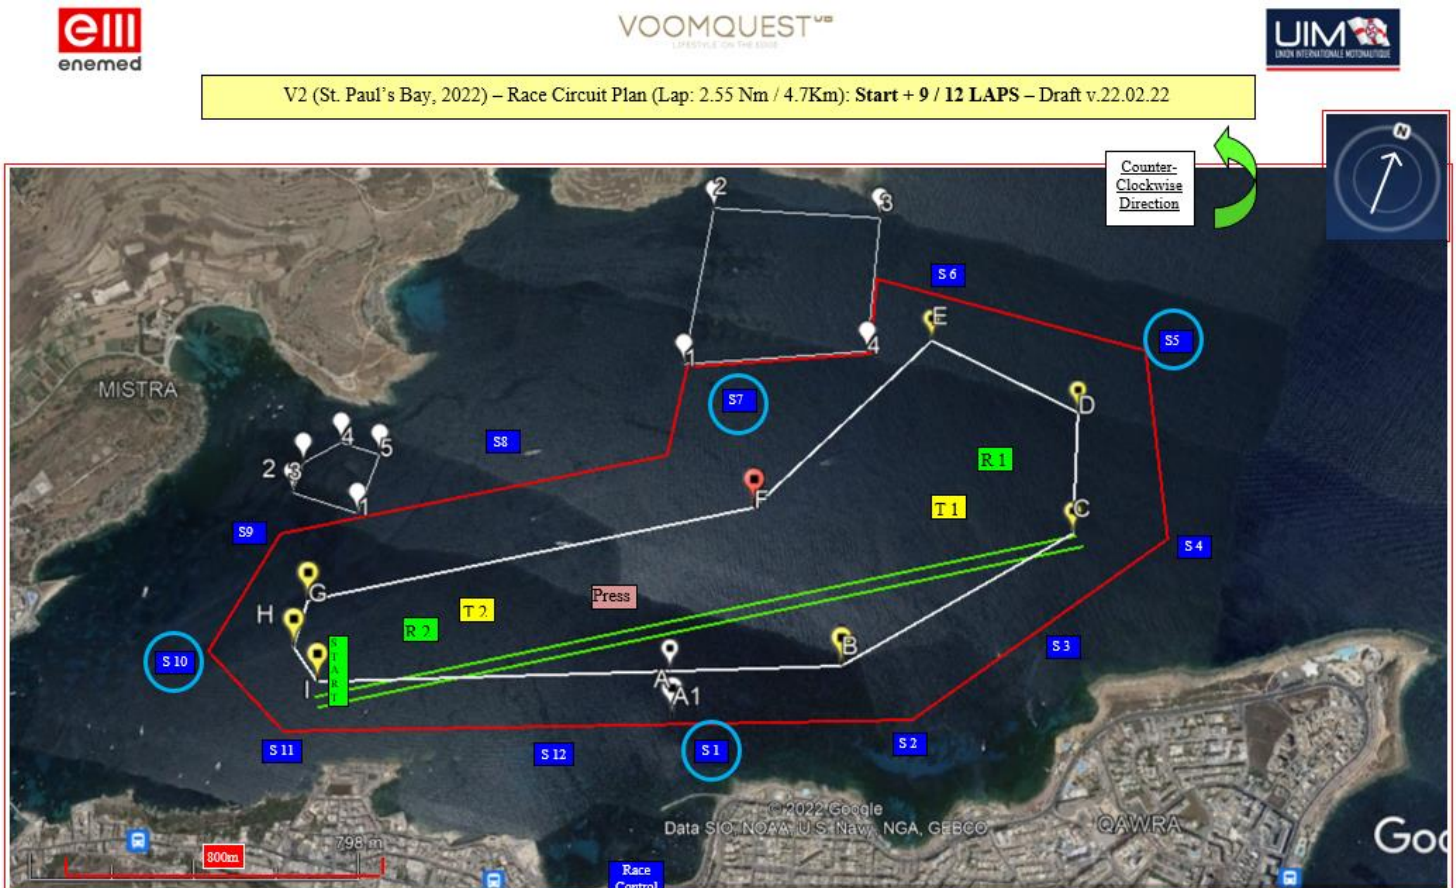 em
enemed
VOOMQUEST
LIFESTYLE ON THE EDGE
UIM
UNION INTERNATIONALE MOTONAUTIQUE
V2 (St. Paul’s Bay, 2022) – Race Circuit Plan (Lap: 2.55 Nm / 4.7Km): Start + 9 / 12 LAPS – Draft v.22.02.22
Counter-
Clockwise
Direction
N
2
3
S 6
E
S5
1
4
S7
D
MISTRA
4
5
S8
2
3
R 1
1
F
T 1
C
S9
S 4
G
Press
H
T 2
R 2
START
B
S 3
S 10
A
I
A1
S 11
S 12
S 1
S 2
© 2022 Google
Data SIO, NOAA, U.S. Navy, NGA, GEBCO
QAWRA
798 m
800m
Goo
Race
Control